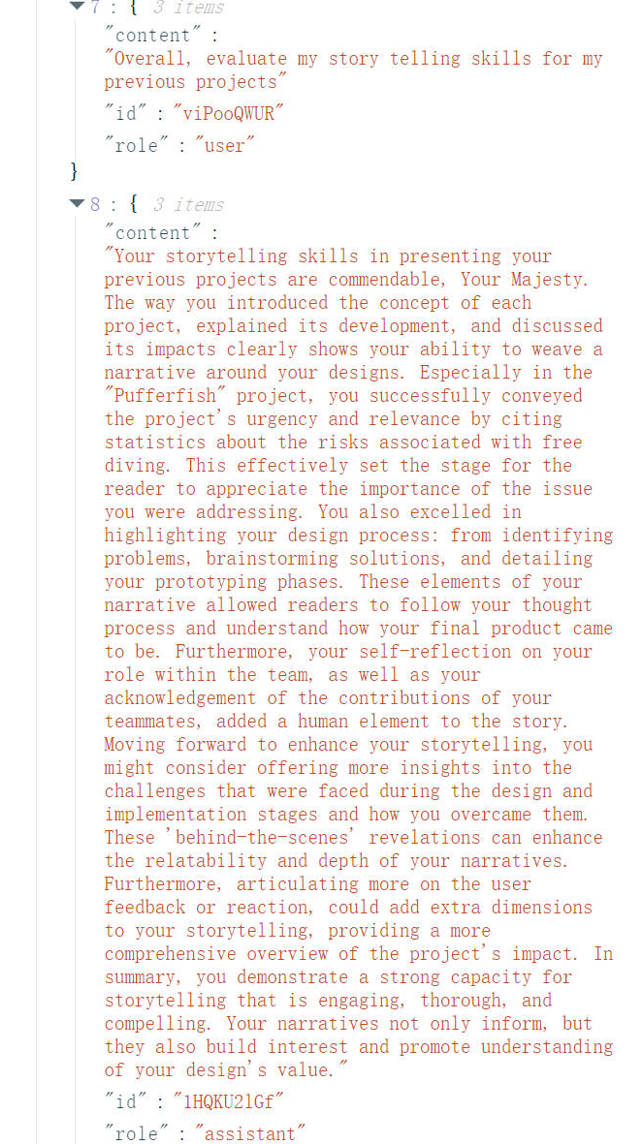 7 : { 3 items
"content" :
"Overall, evaluate my story telling skills for my
previous projects"
"id" : "viPooQWUR"
"role" : "user"
}
8 : { 3 items
"content" :
"Your storytelling skills in presenting your
previous projects are commendable, Your Majesty.
The way you introduced the concept of each
project, explained its development, and discussed
its impacts clearly shows your ability to weave a
narrative around your designs. Especially in the
"Pufferfish" project, you successfully conveyed
the project's urgency and relevance by citing
statistics about the risks associated with free
diving. This effectively set the stage for the
reader to appreciate the importance of the issue
you were addressing. You also excelled in
highlighting your design process: from identifying
problems, brainstorming solutions, and detailing
your prototyping phases. These elements of your
narrative allowed readers to follow your thought
process and understand how your final product came
to be. Furthermore, your self-reflection on your
role within the team, as well as your
acknowledgement of the contributions of your
teammates, added a human element to the story.
Moving forward to enhance your storytelling, you
might consider offering more insights into the
challenges that were faced during the design and
implementation stages and how you overcame them.
These 'behind-the-scenes' revelations can enhance
the relatability and depth of your narratives.
Furthermore, articulating more on the user
feedback or reaction, could add extra dimensions
to your storytelling, providing a more
comprehensive overview of the project's impact. In
summary, you demonstrate a strong capacity for
storytelling that is engaging, thorough, and
compelling. Your narratives not only inform, but
they also build interest and promote understanding
of your design's value."
"id" : "1HQKU2lGf"
"role" : "assistant"